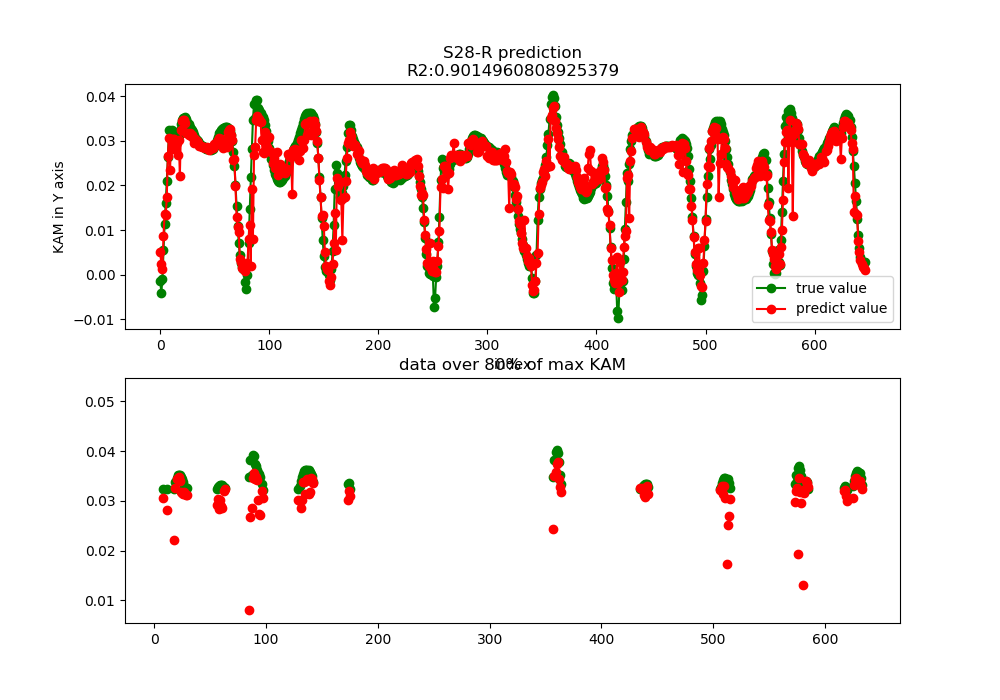 S28-R prediction
R2:0.9014960808925379
KAM in Y axis
0.04
0.03
0.02
0.01
0.00
−0.01
true value
predict value
0 100 200 300 400 500 600
index
data over 80% of max KAM
0.05
0.04
0.03
0.02
0.01
0 100 200 300 400 500 600